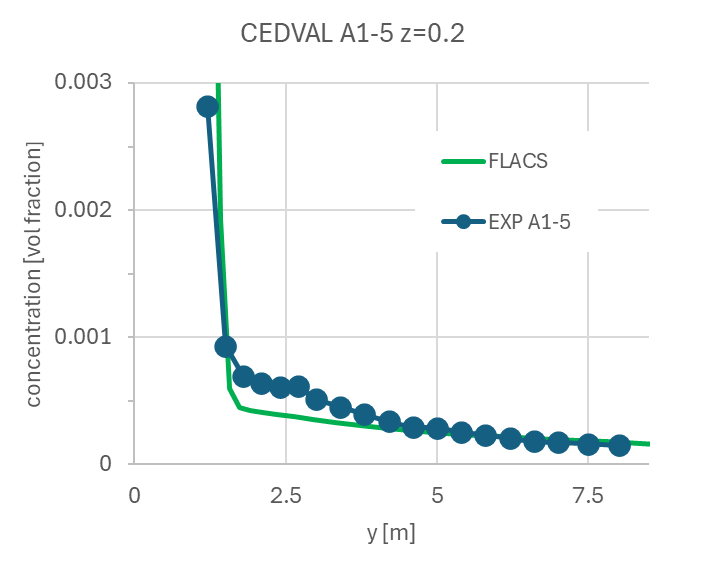 CEDVAL A1-5 z=0.2
0.003
0.002
0.001
0
concentration [vol fraction]
FLACS
EXP A1-5
0 2.5 5 7.5
y [m]